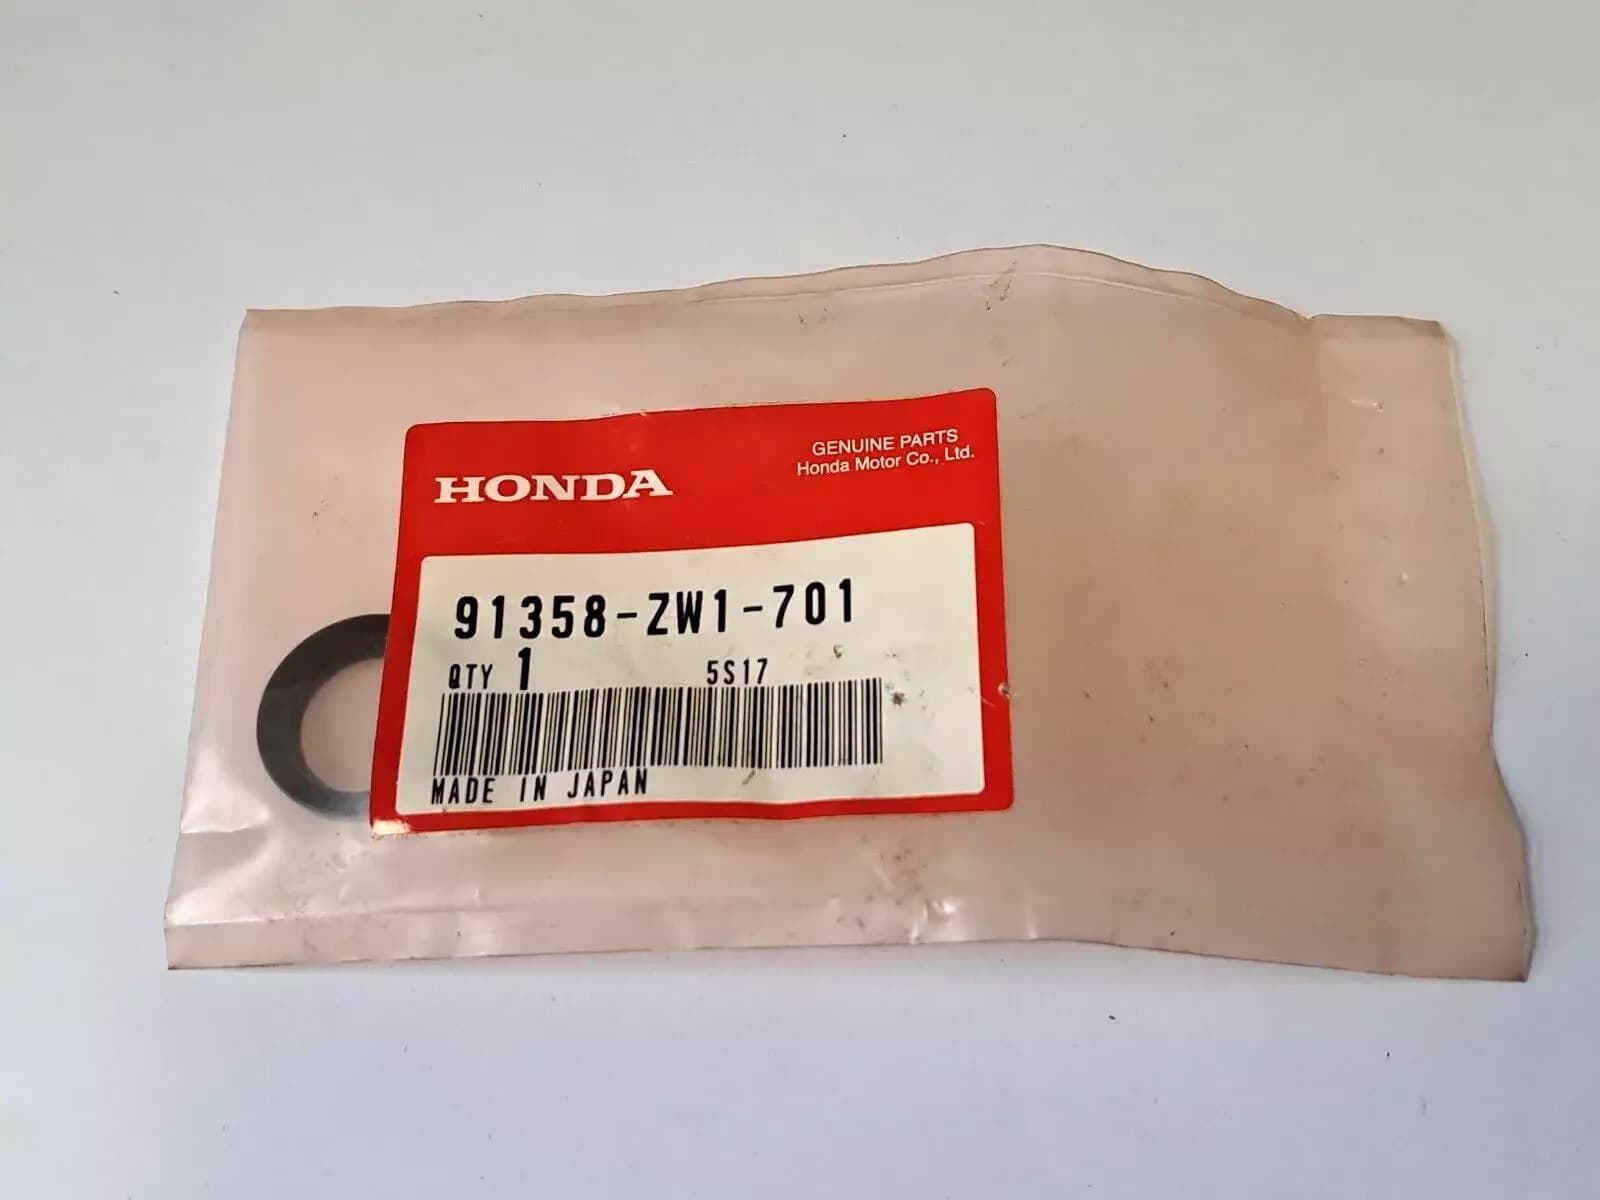 GENUINE PARTS
Honda Motor Co., Ltd.
HONDA
91358-ZW1-701
QTY 1 5S17
MADE IN JAPAN